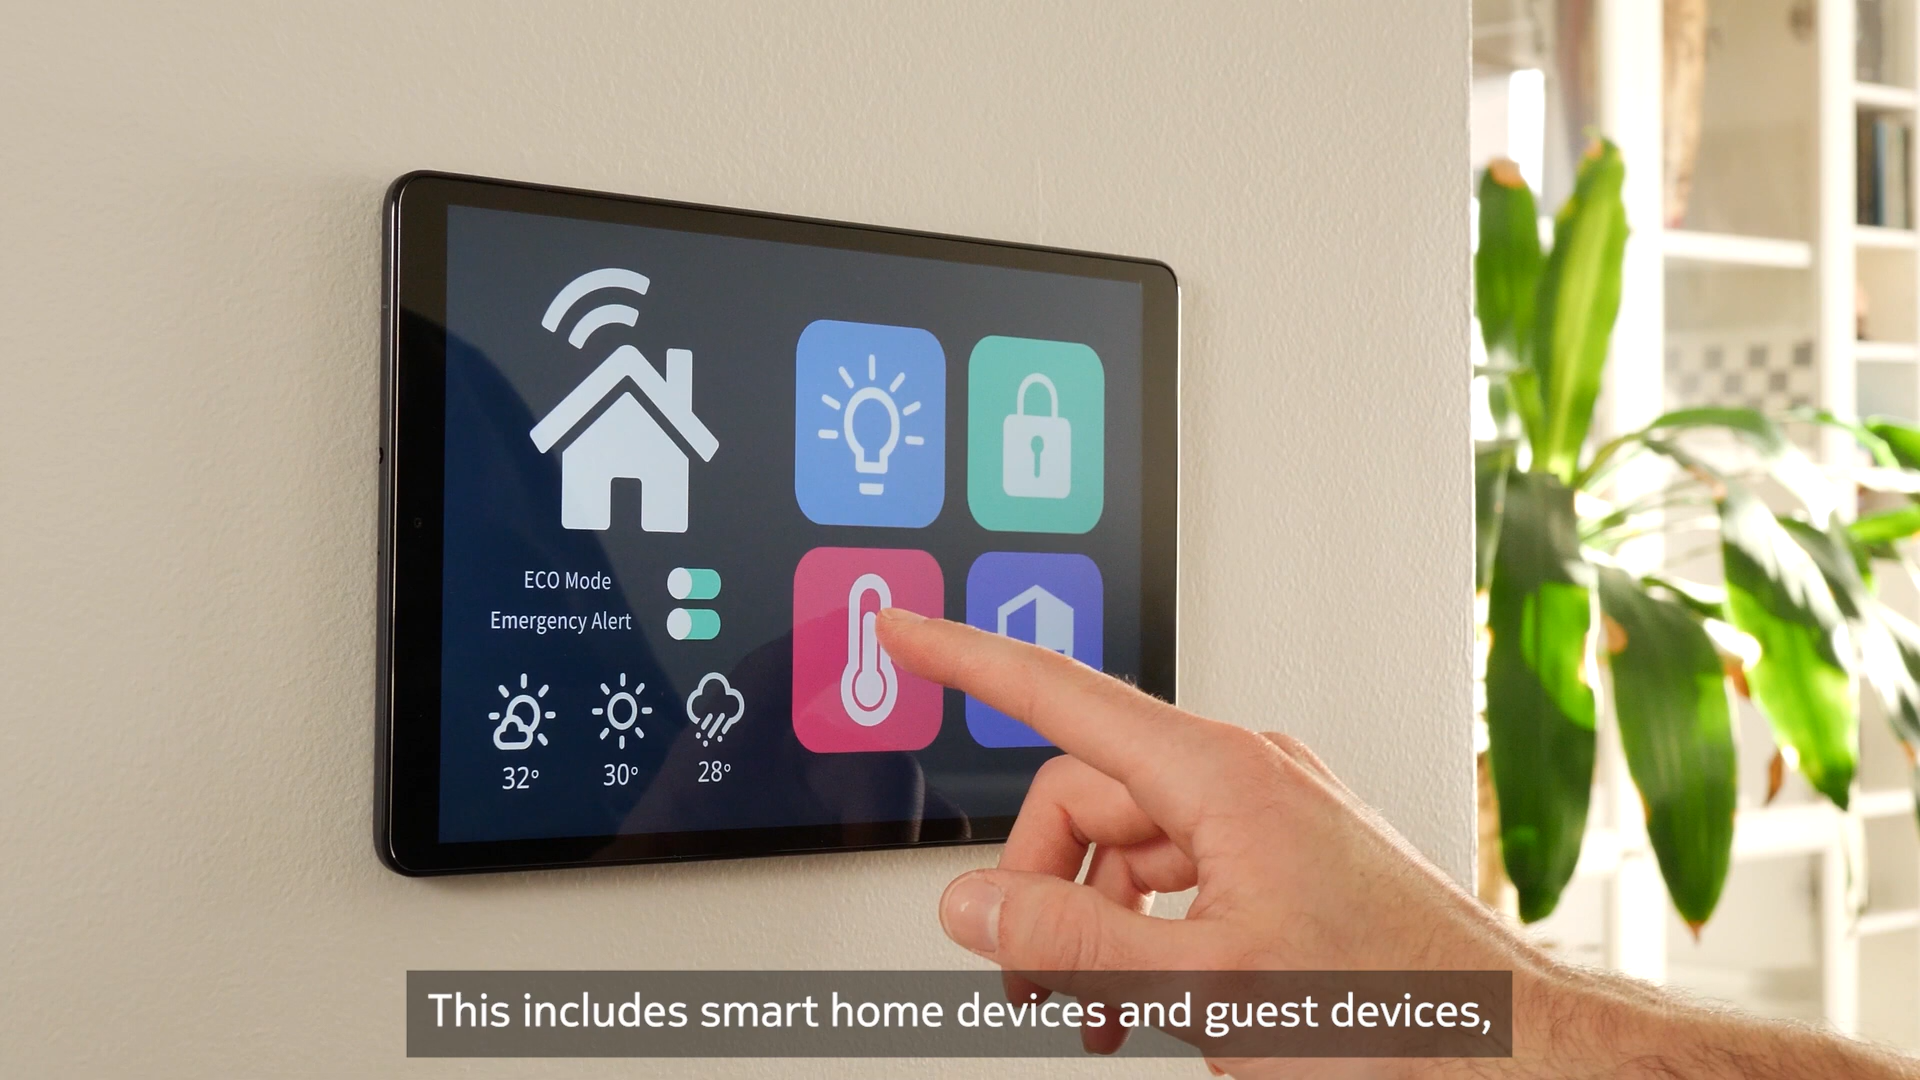 ECO Mode
Emergency Alert
32° 30° 28°
This includes smart home devices and guest devices,